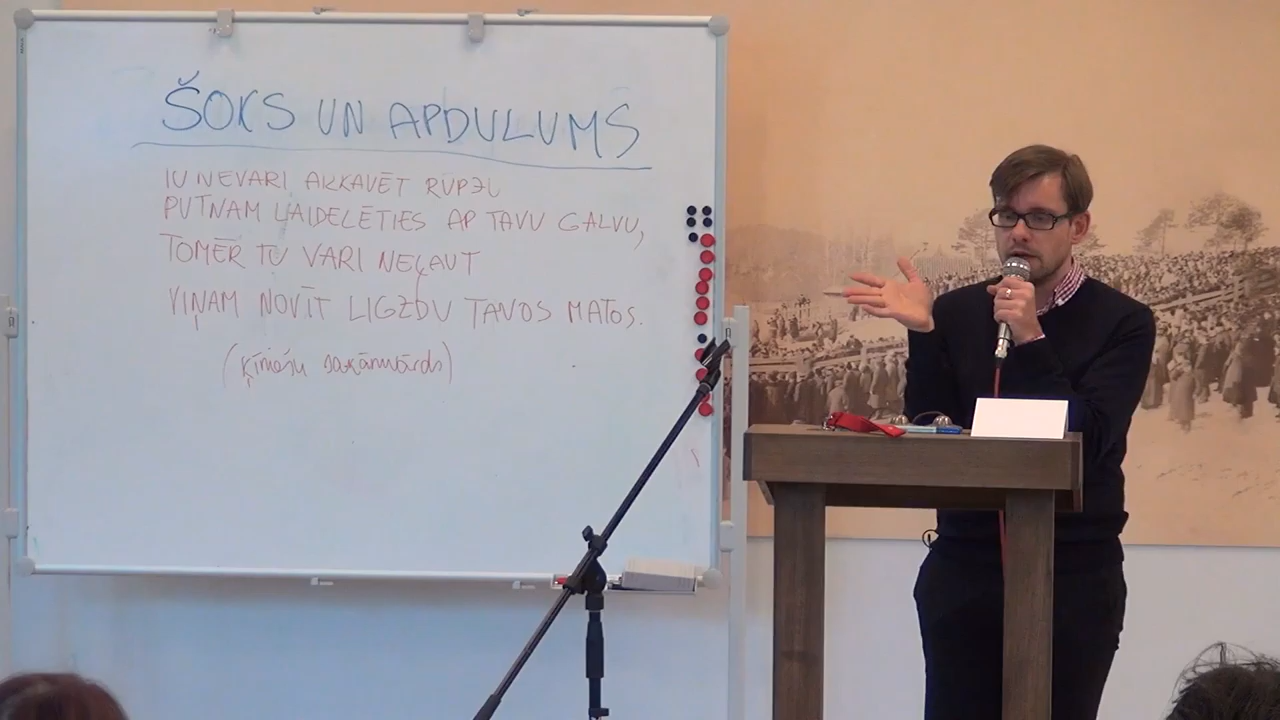 ŠOKS UN APDULUMS
TU NEVARI AIZKAVĒT RŪPJU
PUTNAM LAIDELĒTIES AP TAVU GALVU,
TOMĒR TU VARI NEĻAUT
VIŅAM NOVĪT LIGZDU TAVOS MATOS.
(ķīniešu sakāmvārds)